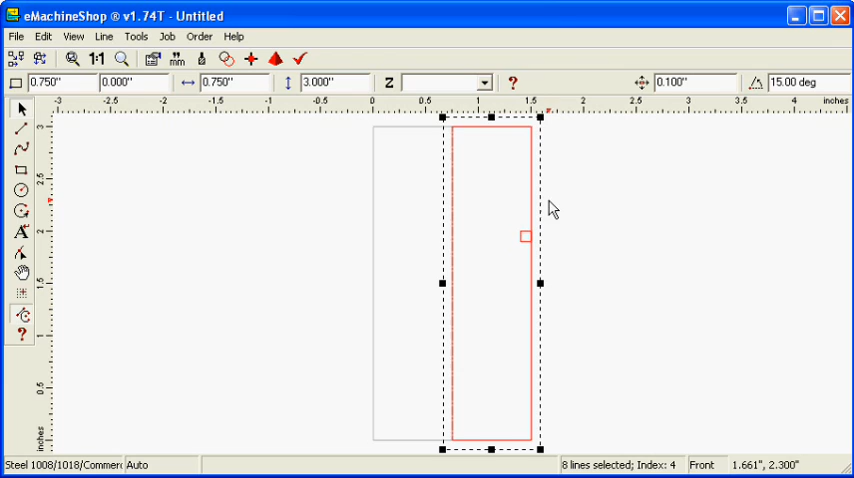 eMachineShop ® v1.74T - Untitled
File Edit View Line Tools Job Order Help
1:1 mm
0.750" 0.000" 0.750" 3.000" Z ? 0.100" 15.00 deg
-3 -2.5 -2 -1.5 -1 -0.5 0 0.5 1 1.5 2 2.5 3 3.5 4 inches
3
2.5
2
A
1.5
?
1
0.5
inches
Steel 1008/1018/Commerc Auto 8 lines selected; Index: 4 Front 1.661", 2.300"